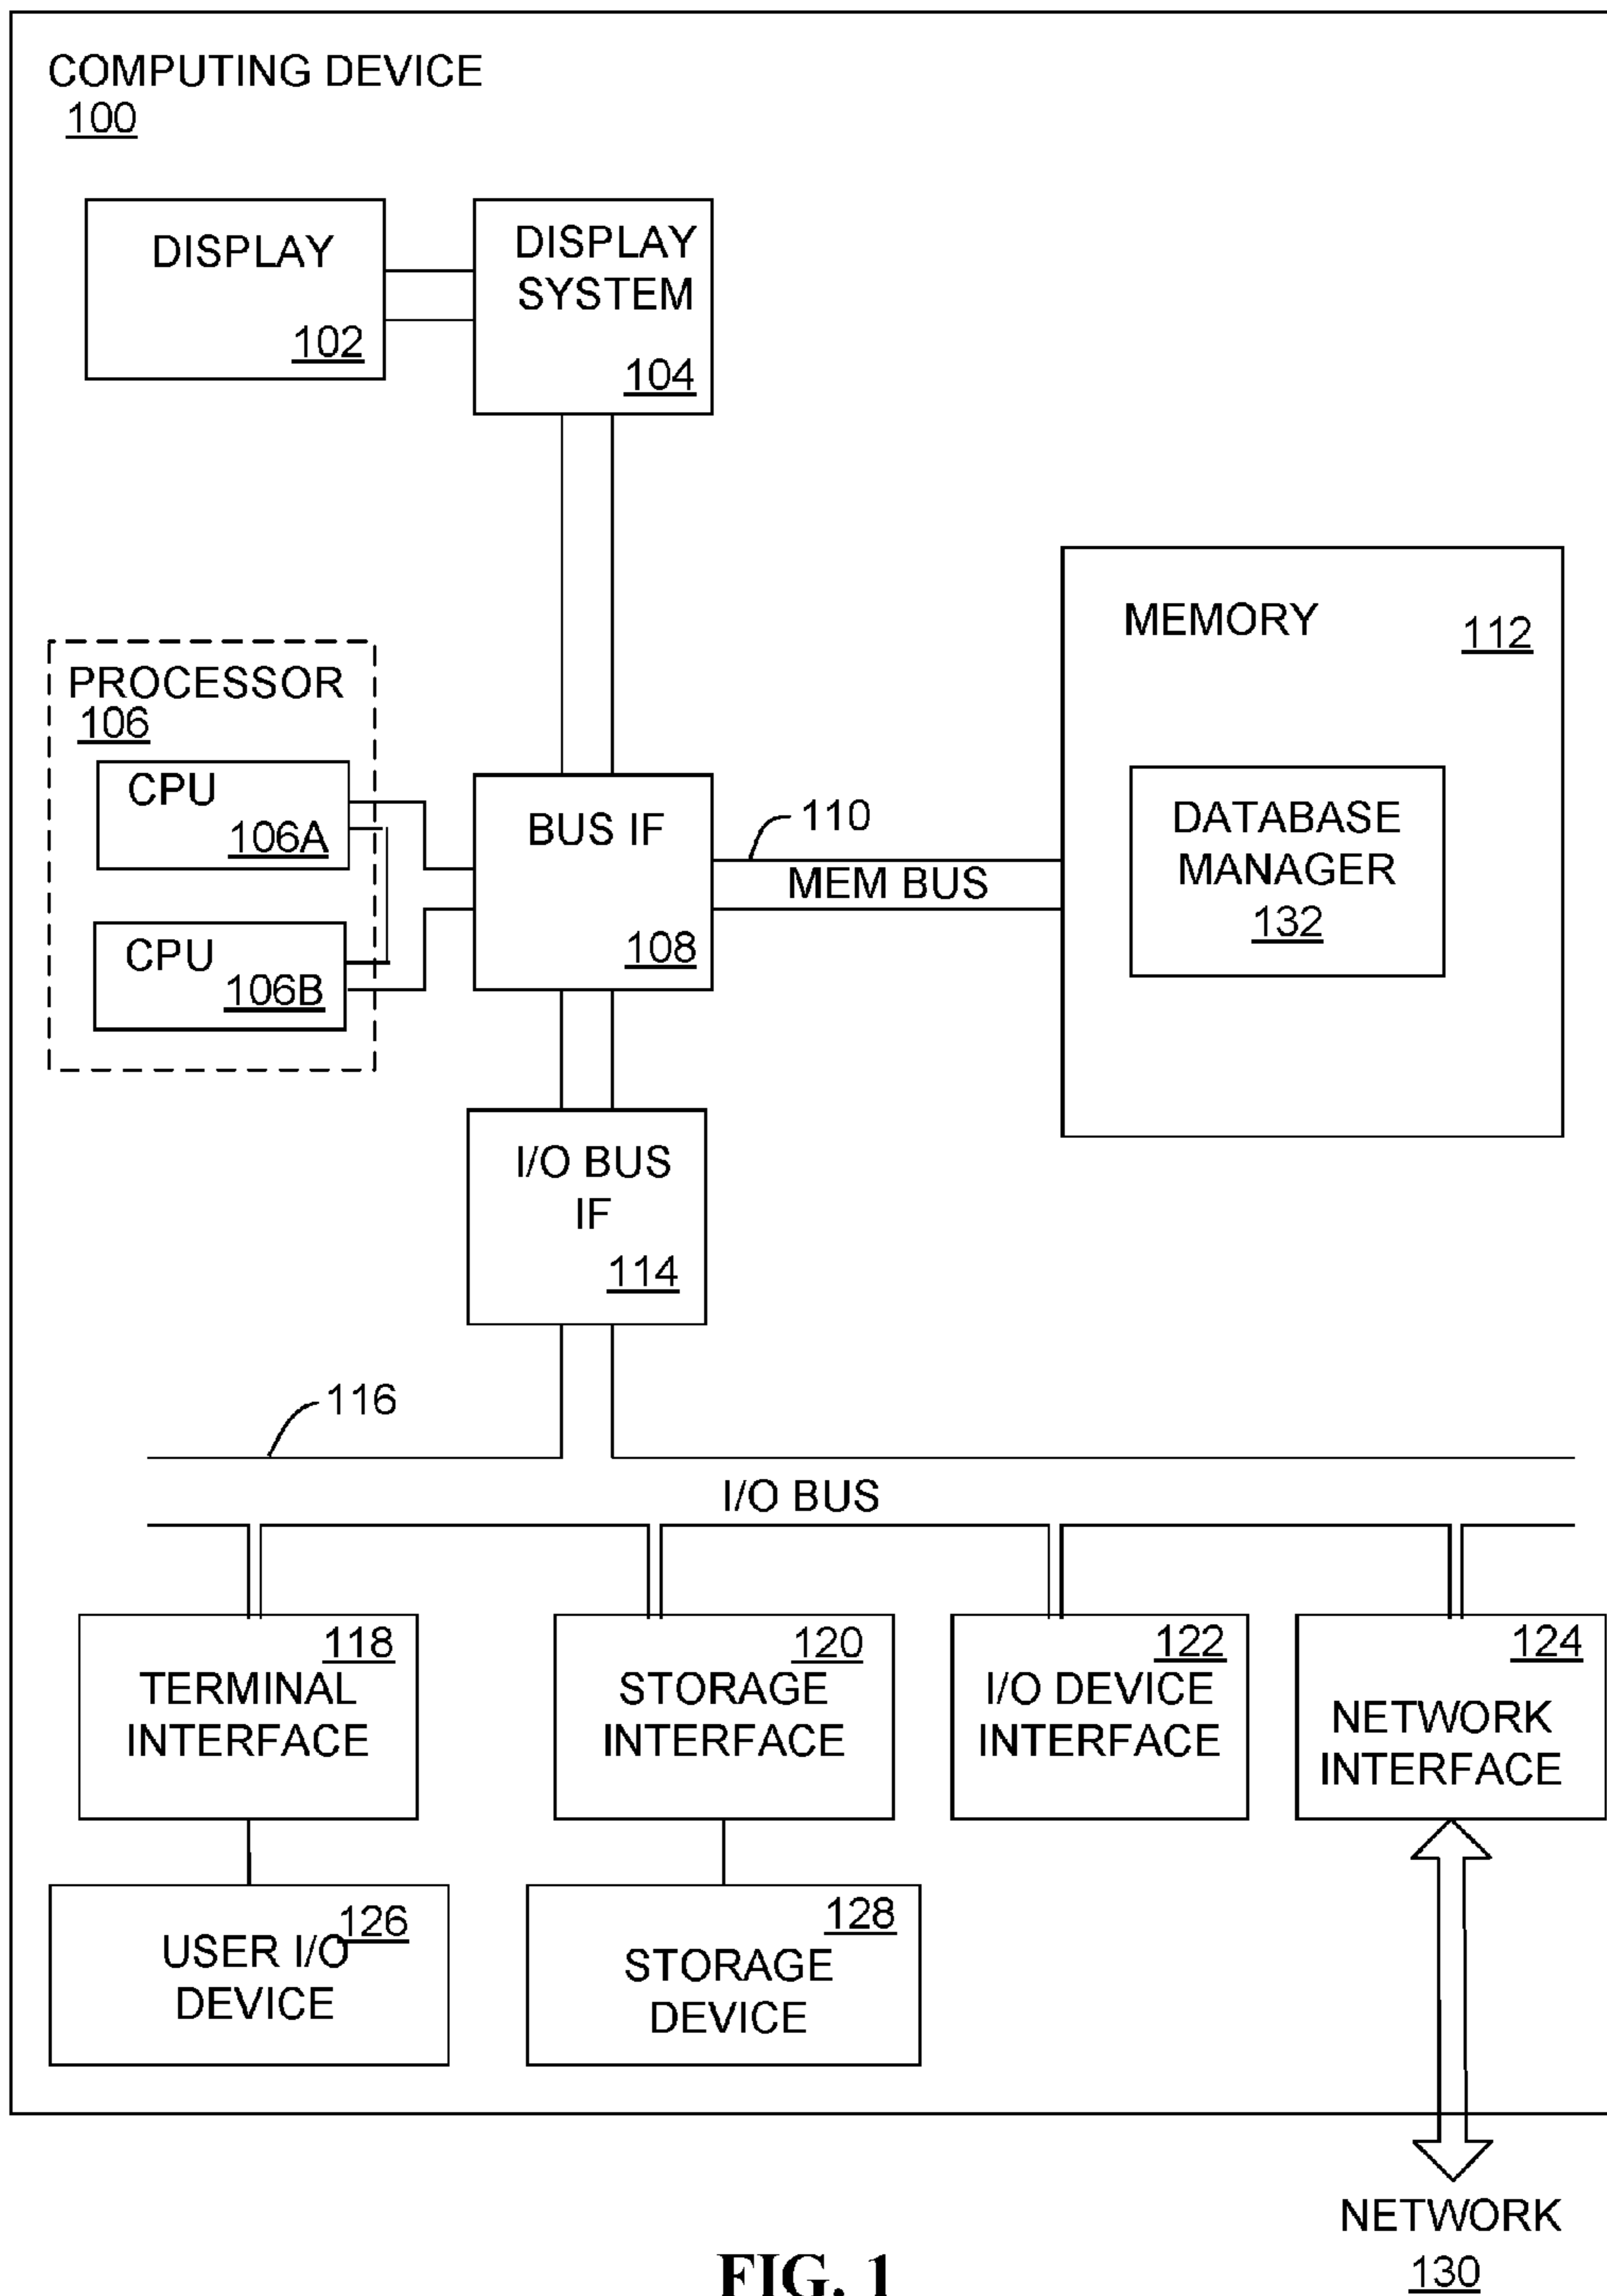 COMPUTING DEVICE
100
DISPLAY
102
DISPLAY
SYSTEM
104
PROCESSOR
106
CPU
106A
CPU
106B
BUS IF
108
110
MEM BUS
MEMORY
112
DATABASE
MANAGER
132
I/O BUS
IF
114
116
I/O BUS
118
TERMINAL
INTERFACE
120
STORAGE
INTERFACE
122
I/O DEVICE
INTERFACE
124
NETWORK
INTERFACE
126
USER I/O
DEVICE
128
STORAGE
DEVICE
NETWORK
130
FIG. 1